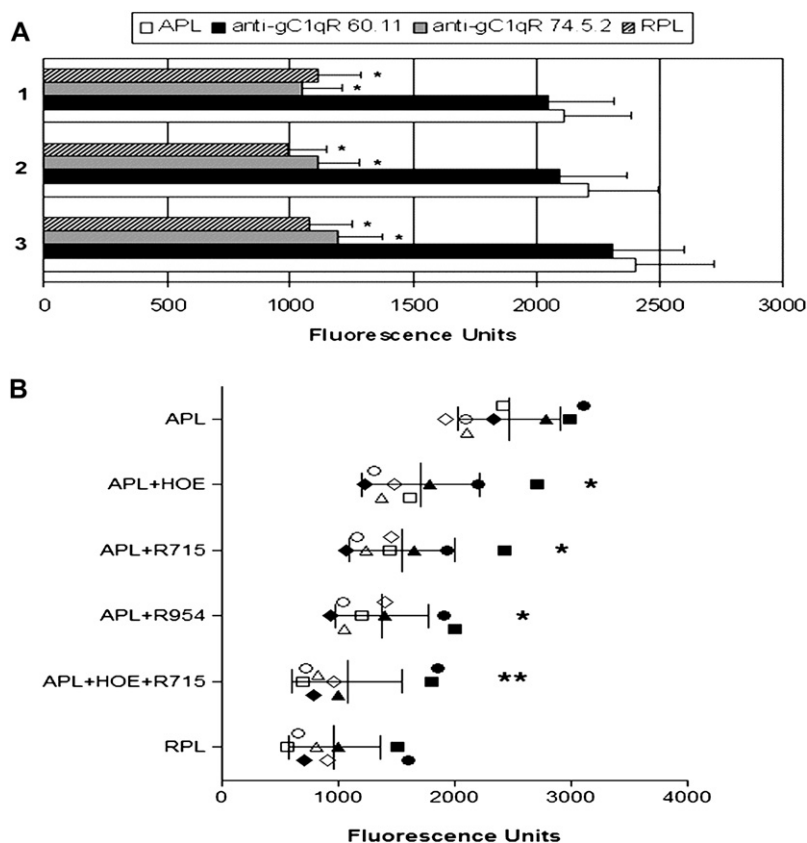 A
APL anti-gC1qR 60.11 anti-gC1qR 74.5.2 RPL
1
*
*
2
*
*
3
*
*
0 500 1000 1500 2000 2500 3000
Fluorescence Units
B
APL
APL+HOE *
APL+R715 *
APL+R954 *
APL+HOE+R715 **
RPL
0 1000 2000 3000 4000
Fluorescence Units